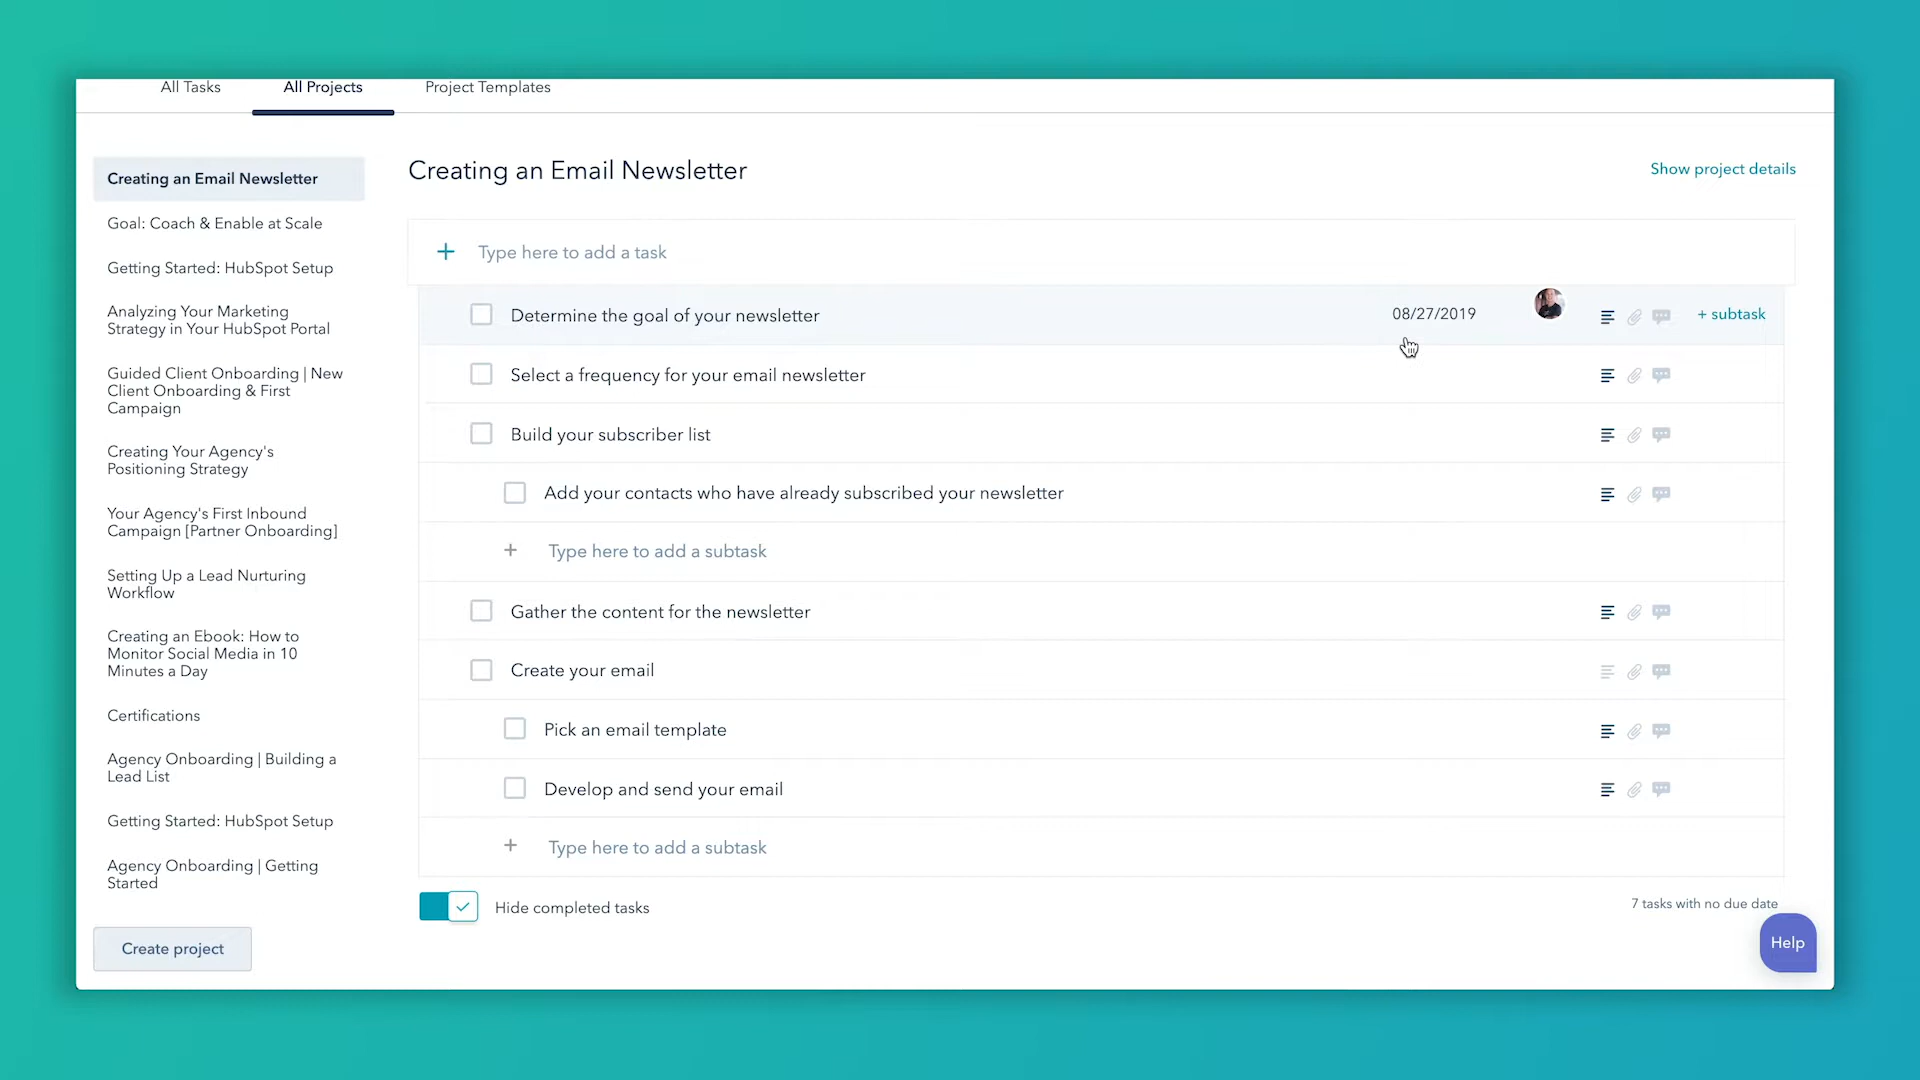 All Tasks
All Projects
Project Templates
Creating an Email Newsletter
Goal: Coach & Enable at Scale
Getting Started: HubSpot Setup
Analyzing Your Marketing
Strategy in Your HubSpot Portal
Guided Client Onboarding | New
Client Onboarding & First
Campaign
Creating Your Agency's
Positioning Strategy
Your Agency's First Inbound
Campaign [Partner Onboarding]
Setting Up a Lead Nurturing
Workflow
Creating an Ebook: How to
Monitor Social Media in 10
Minutes a Day
Certifications
Agency Onboarding | Building a
Lead List
Getting Started: HubSpot Setup
Agency Onboarding | Getting
Started
Create project
Creating an Email Newsletter
Show project details
+ Type here to add a task
Determine the goal of your newsletter
08/27/2019
+ subtask
Select a frequency for your email newsletter
Build your subscriber list
Add your contacts who have already subscribed your newsletter
+ Type here to add a subtask
Gather the content for the newsletter
Create your email
Pick an email template
Develop and send your email
+ Type here to add a subtask
Hide completed tasks
7 tasks with no due date
Help